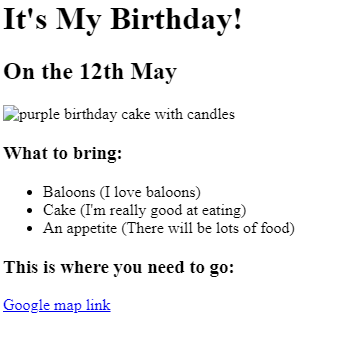 It's My Birthday!
On the 12th May
purple birthday cake with candles
What to bring:
Baloons (I love baloons)
Cake (I'm really good at eating)
An appetite (There will be lots of food)
This is where you need to go:
Google map link